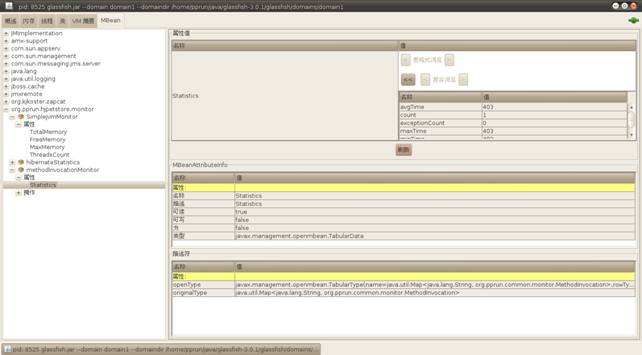 pid: 8525 glassfish.jar --domain domain1 --domaindir /home/pprun/java/glassfish-3.0.1/glassfish/domains/domain1
概述 内存 线程 类 VM 摘要 MBean
JMImplementation
amx-support
com.sun.appserv
com.sun.management
com.sun.messaging.jms.server
java.lang
java.util.logging
jboss.cache
jmxremote
org.kjkoster.zapcat
org.pprun.hjpetstore.monitor
SimpleJvmMonitor
属性
TotalMemory
FreeMemory
MaxMemory
ThreadsCount
hibernateStatistics
methodInvocationMonitor
属性
Statistics
操作
属性值
名称 值
Statistics
< 表格式浏览 >
<< < 复合浏览 >
名称 值
avgTime 403
count 1
exceptionCount 0
maxTime 403
刷新
MBeanAttributeInfo
名称 值
属性:
名称 Statistics
描述 Statistics
可读 true
可写 false
为 false
类型 javax.management.openmbean.TabularData
描述符
名称 值
属性:
openType javax.management.openmbean.TabularType(name=java.util.Map<java.lang.String, org.pprun.common.monitor.MethodInvocation>,rowTy...
originalType java.util.Map<java.lang.String, org.pprun.common.monitor.MethodInvocation>
pid: 8525 glassfish.jar --domain domain1 --domaindir /home/pprun/java/glassfish-3.0.1/glassfish/domains/...